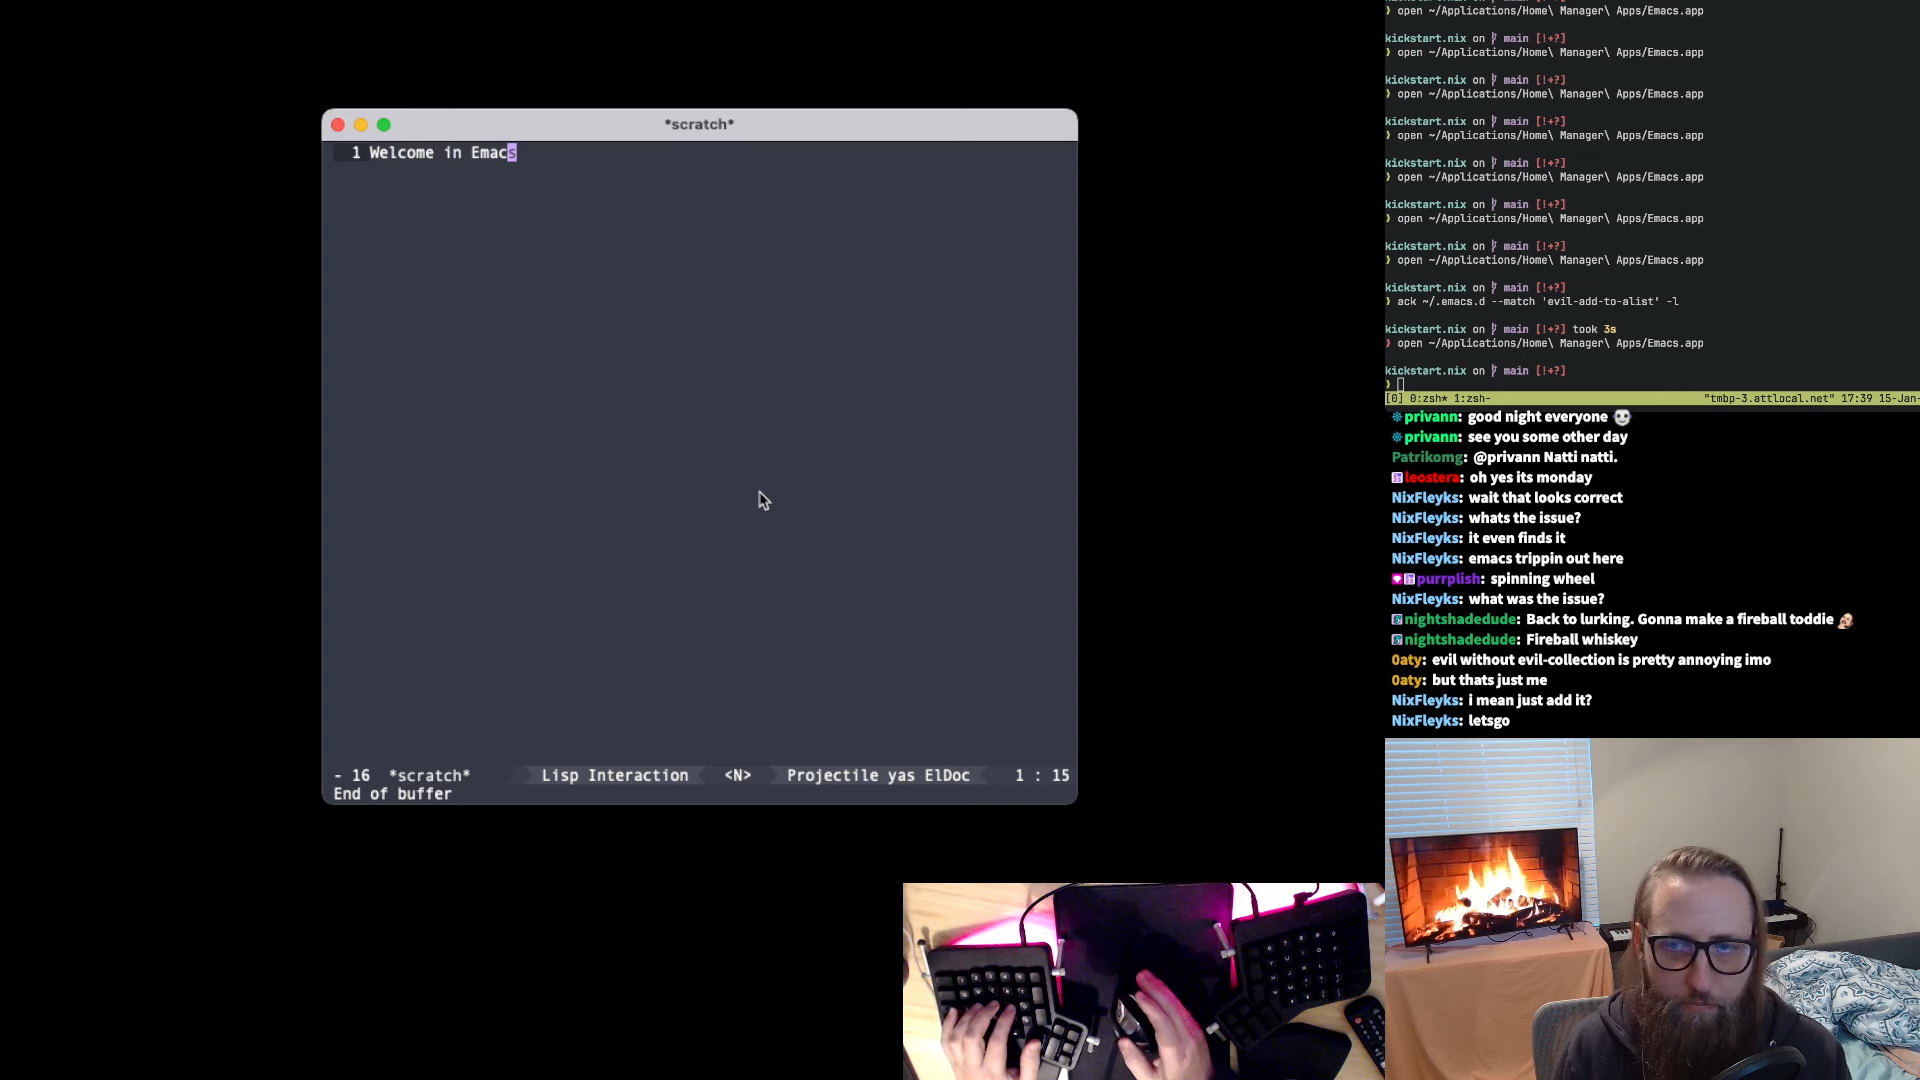 *scratch*
1 Welcome in Emacs
- 16 *scratch* Lisp Interaction <N> Projectile yas ElDoc 1 : 15
End of buffer
❯ open ~/Applications/Home\ Manager\ Apps/Emacs.app
kickstart.nix on main [!+?]
❯ open ~/Applications/Home\ Manager\ Apps/Emacs.app
kickstart.nix on main [!+?]
❯ open ~/Applications/Home\ Manager\ Apps/Emacs.app
kickstart.nix on main [!+?]
❯ open ~/Applications/Home\ Manager\ Apps/Emacs.app
kickstart.nix on main [!+?]
❯ open ~/Applications/Home\ Manager\ Apps/Emacs.app
kickstart.nix on main [!+?]
❯ open ~/Applications/Home\ Manager\ Apps/Emacs.app
kickstart.nix on main [!+?]
❯ open ~/Applications/Home\ Manager\ Apps/Emacs.app
kickstart.nix on main [!+?]
❯ ack ~/.emacs.d --match 'evil-add-to-alist' -l
kickstart.nix on main [!+?] took 3s
❯ open ~/Applications/Home\ Manager\ Apps/Emacs.app
kickstart.nix on main [!+?]
❯
[0] 0:zsh* 1:zsh- "tmbp-3.attlocal.net" 17:39 15-Jan-
privann: good night everyone
privann: see you some other day
Patrikomg: @privann Natti natti.
leostera: oh yes its monday
NixFleyks: wait that looks correct
NixFleyks: whats the issue?
NixFleyks: it even finds it
NixFleyks: emacs trippin out here
purrplish: spinning wheel
NixFleyks: what was the issue?
nightshadedude: Back to lurking. Gonna make a fireball toddie
nightshadedude: Fireball whiskey
0aty: evil without evil-collection is pretty annoying imo
0aty: but thats just me
NixFleyks: i mean just add it?
NixFleyks: letsgo